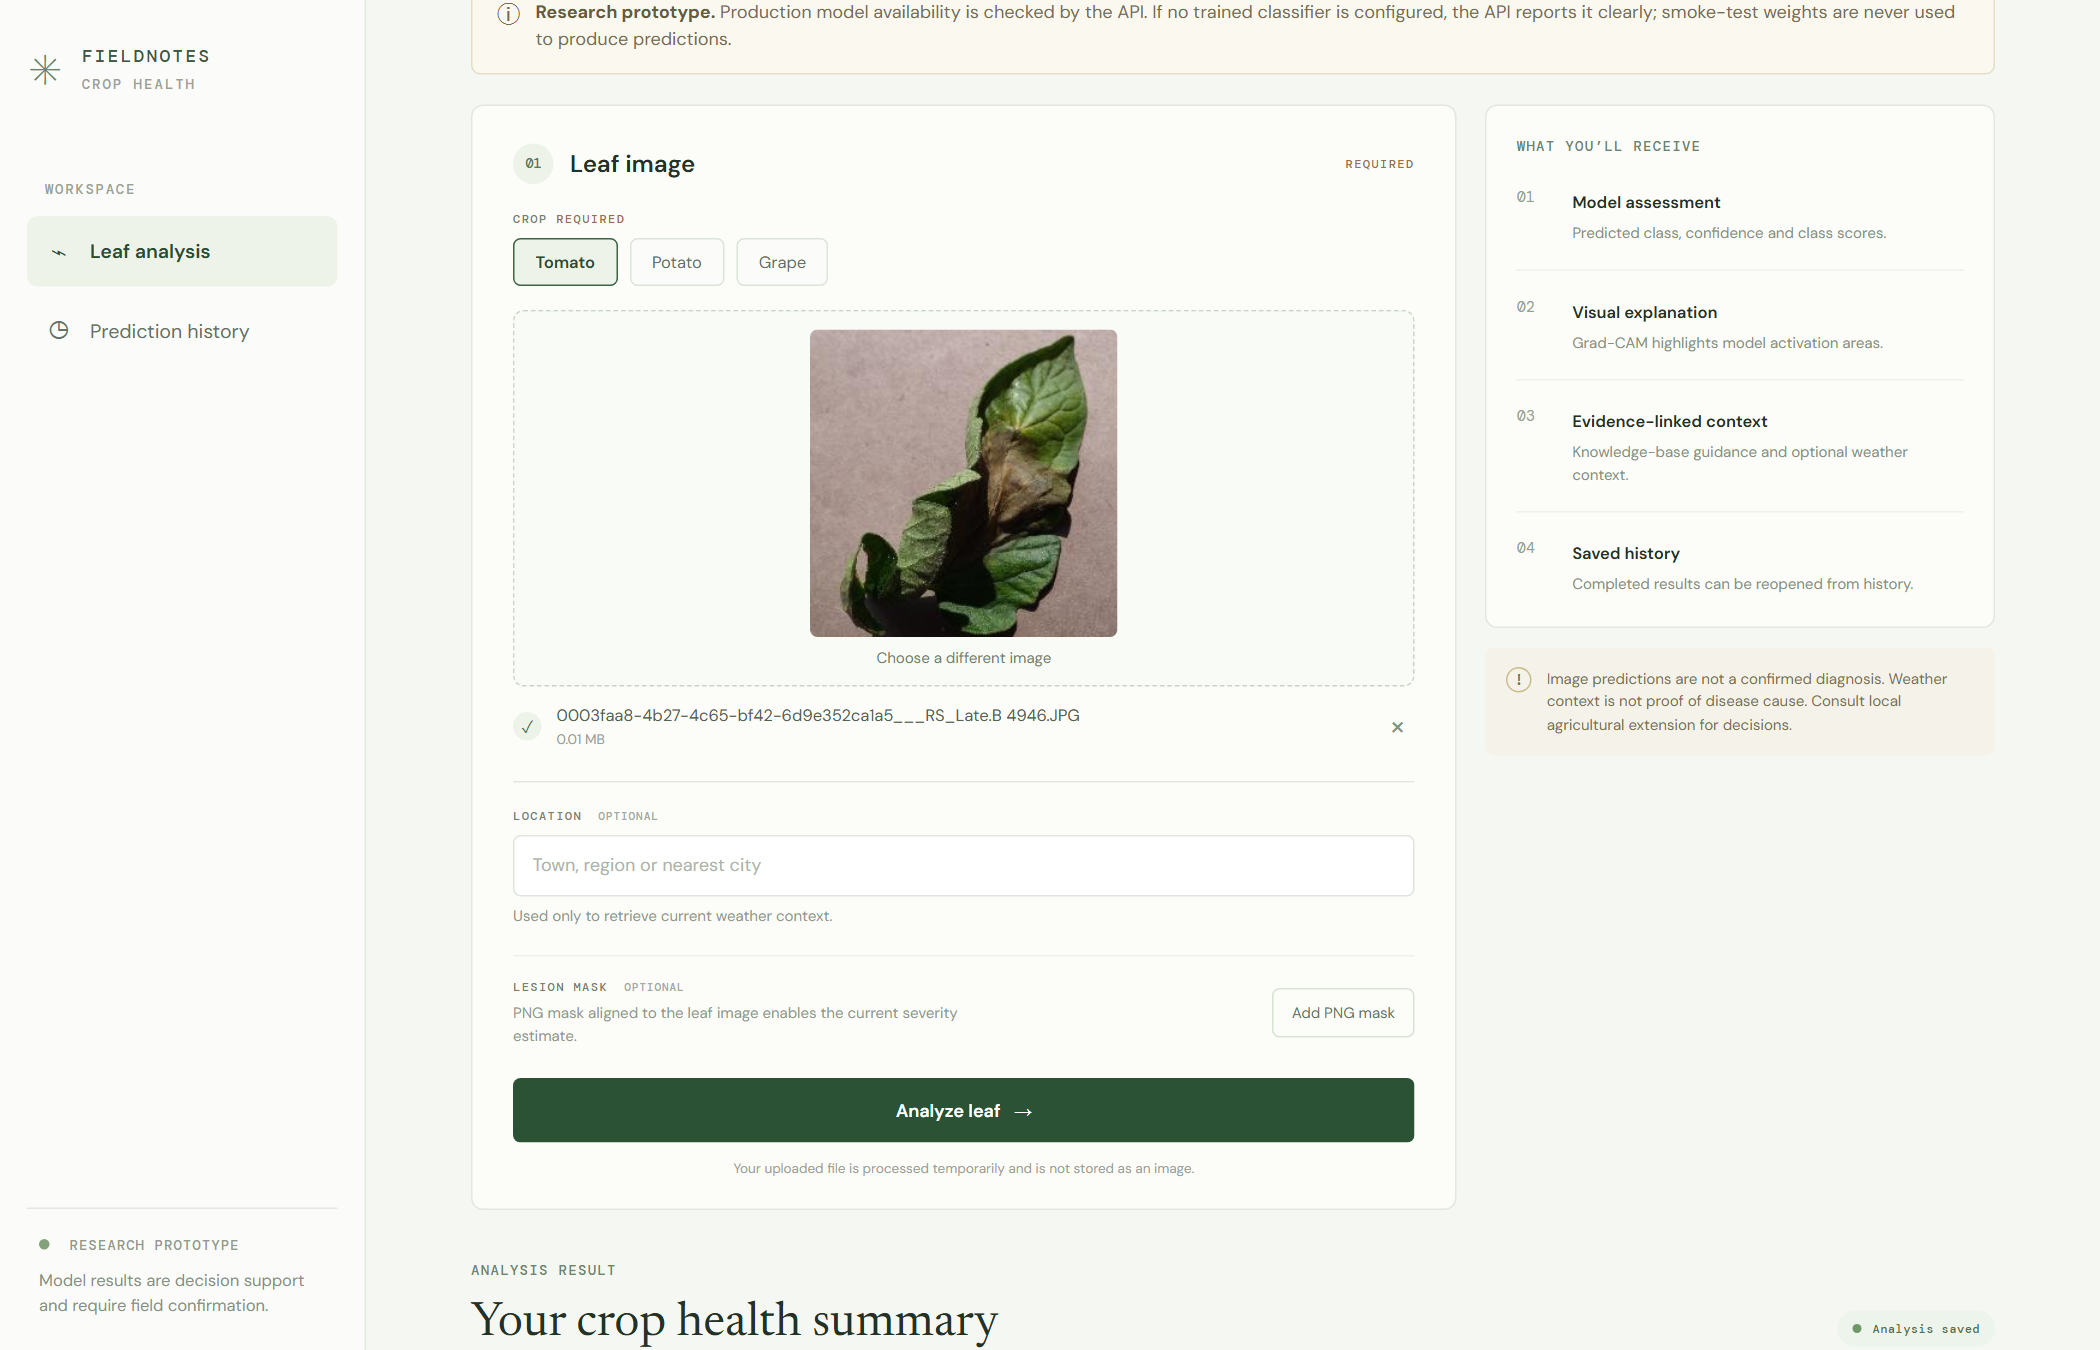 FIELDNOTES
CROP HEALTH
WORKSPACE
Leaf analysis
Prediction history
RESEARCH PROTOTYPE
Model results are decision support
and require field confirmation.
Research prototype. Production model availability is checked by the API. If no trained classifier is configured, the API reports it clearly; smoke-test weights are never used
to produce predictions.
01 Leaf image
REQUIRED
CROP REQUIRED
Tomato
Potato
Grape
Choose a different image
0003faa8-4b27-4c65-bf42-6d9e352ca1a5___RS_Late.B 4946.JPG
0.01 MB
LOCATION OPTIONAL
Town, region or nearest city
Used only to retrieve current weather context.
LESION MASK OPTIONAL
PNG mask aligned to the leaf image enables the current severity
estimate.
Add PNG mask
Analyze leaf →
Your uploaded file is processed temporarily and is not stored as an image.
WHAT YOU’LL RECEIVE
01 Model assessment
Predicted class, confidence and class scores.
02 Visual explanation
Grad-CAM highlights model activation areas.
03 Evidence-linked context
Knowledge-base guidance and optional weather
context.
04 Saved history
Completed results can be reopened from history.
Image predictions are not a confirmed diagnosis. Weather
context is not proof of disease cause. Consult local
agricultural extension for decisions.
ANALYSIS RESULT
Your crop health summary
Analysis saved